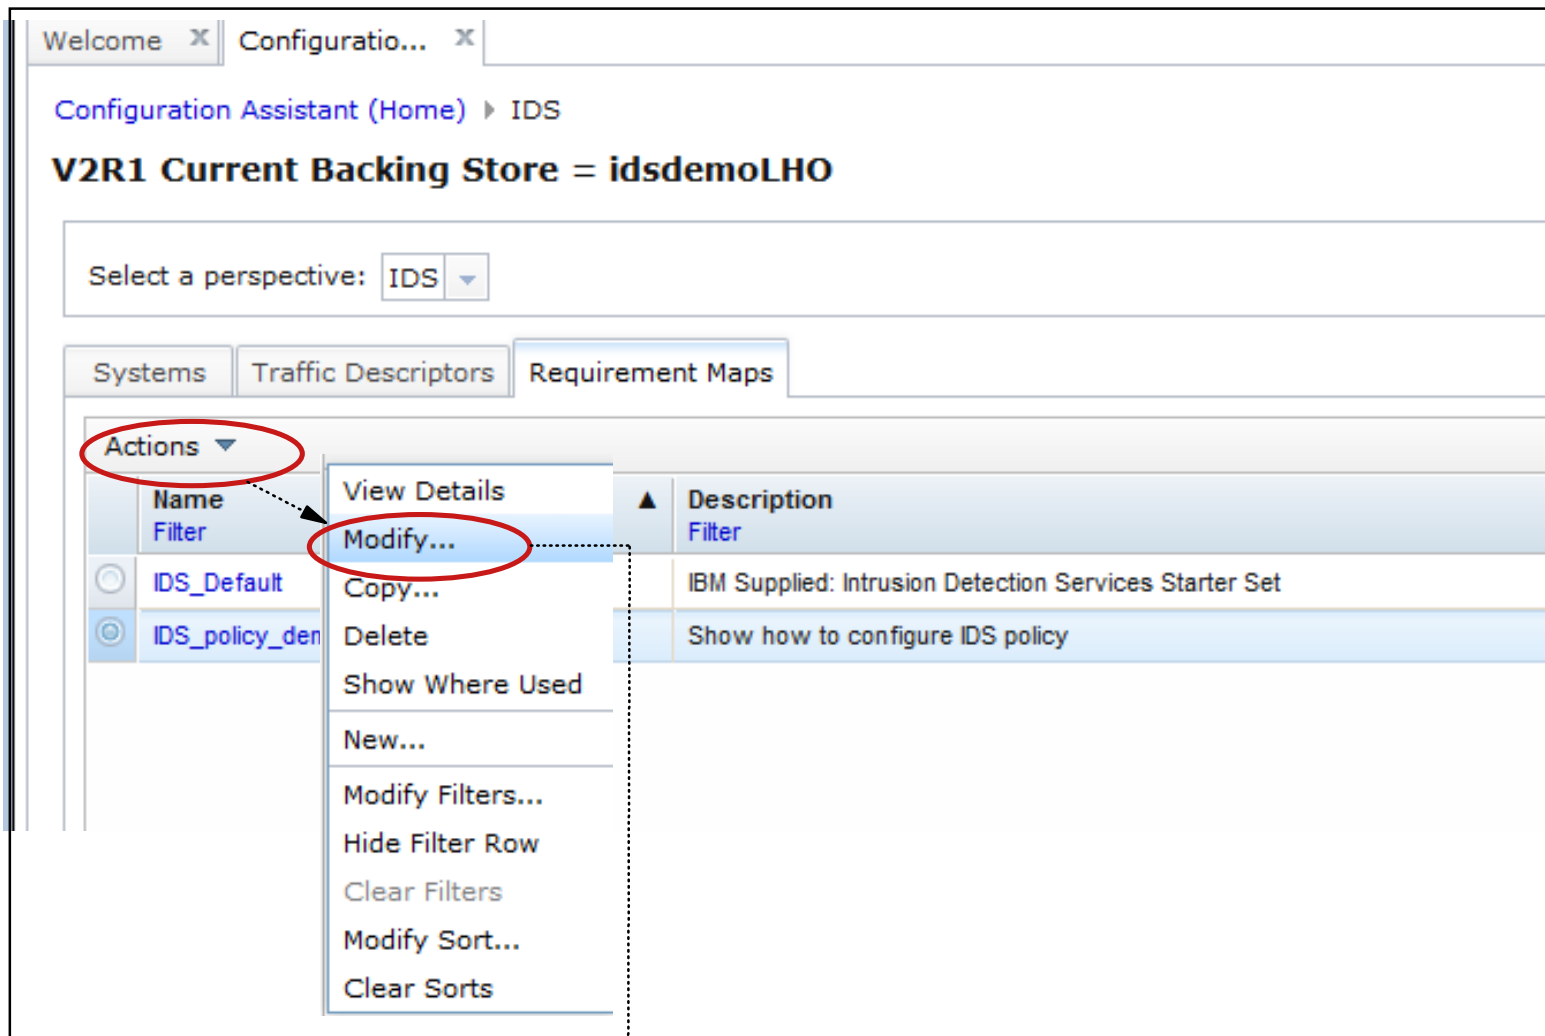 Welcome x Configuratio... x
Configuration Assistant (Home) IDS
V2R1 Current Backing Store = idsdemoLHO
Select a perspective: IDS
Systems Traffic Descriptors Requirement Maps
Actions
Name Description
Filter Filter
View Details
Modify...
Copy...
Delete
Show Where Used
New...
Modify Filters...
Hide Filter Row
Clear Filters
Modify Sort...
Clear Sorts
IDS_Default IBM Supplied: Intrusion Detection Services Starter Set
IDS_policy_den Show how to configure IDS policy